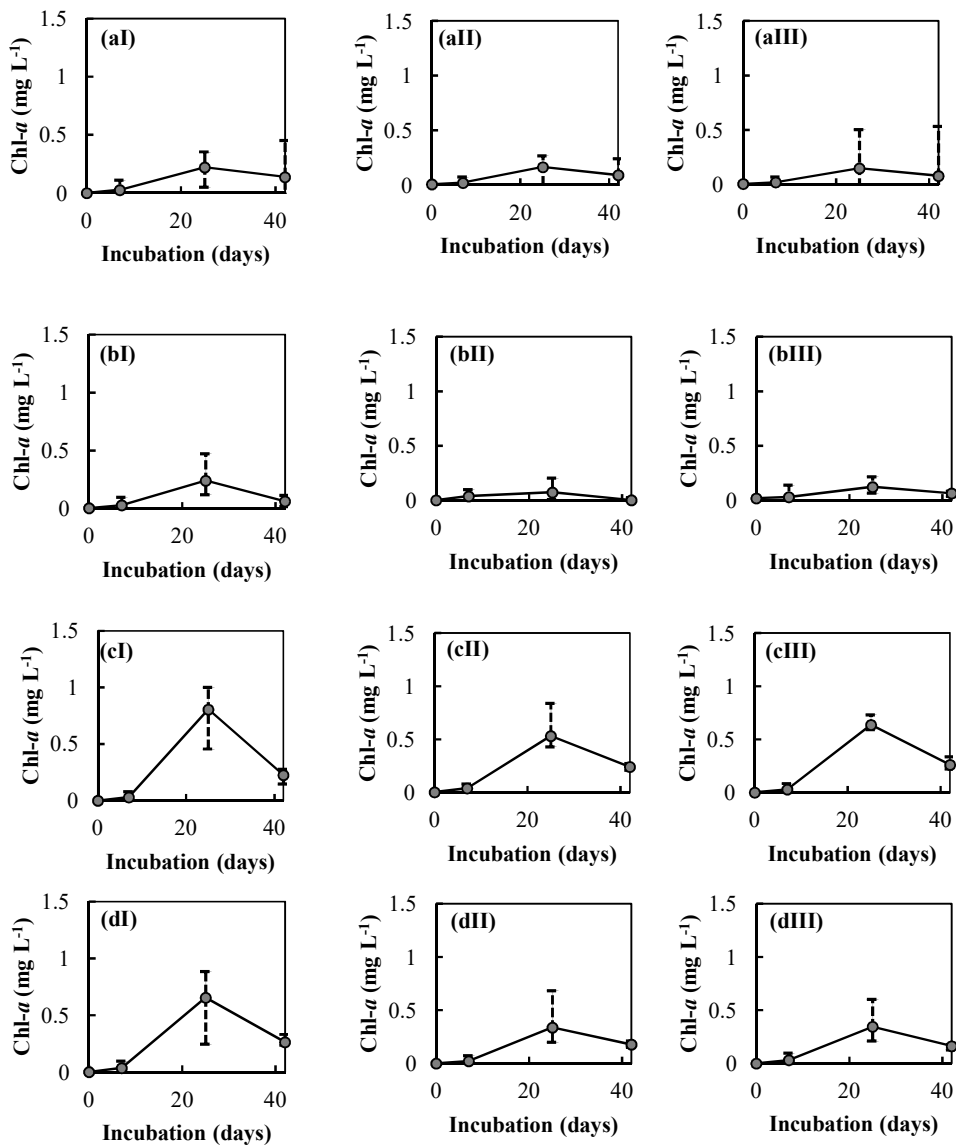 1.5
(aI)
1
0.5
0
0 20 40
Chl-a (mg L-1)
Incubation (days)
1.5
(aII)
1
0.5
0
0 20 40
Chl-a (mg L-1)
Incubation (days)
1.5
(aIII)
1
0.5
0
0 20 40
Chl-a (mg L-1)
Incubation (days)
1.5
(bI)
1
0.5
0
0 20 40
Chl-a (mg L-1)
Incubation (days)
1.5
(bII)
1
0.5
0
0 20 40
Chl-a (mg L-1)
Incubation (days)
1.5
(bIII)
1
0.5
0
0 20 40
Chl-a (mg L-1)
Incubation (days)
1.5
(cI)
1
0.5
0
0 20 40
Chl-a (mg L-1)
Incubation (days)
1.5
(cII)
1
0.5
0
0 20 40
Chl-a (mg L-1)
Incubation (days)
1.5
(cIII)
1
0.5
0
0 20 40
Chl-a (mg L-1)
Incubation (days)
1.5
(dI)
1
0.5
0
0 20 40
Chl-a (mg L-1)
Incubation (days)
1.5
(dII)
1
0.5
0
0 20 40
Chl-a (mg L-1)
Incubation (days)
1.5
(dIII)
1
0.5
0
0 20 40
Chl-a (mg L-1)
Incubation (days)